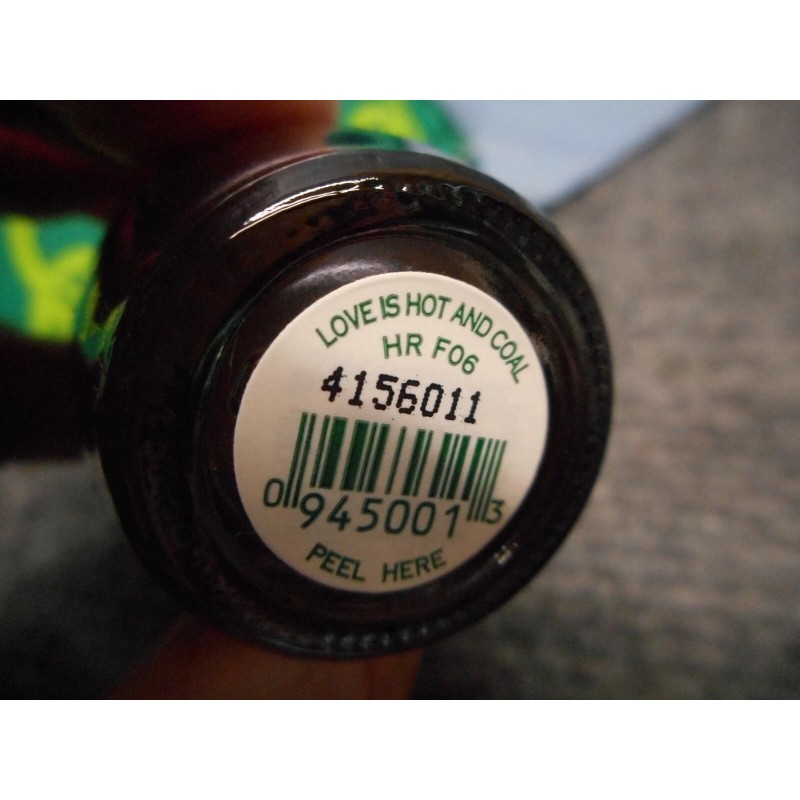 LOVE IS HOT AND COAL
HR F06
4156011
0 945001 3
PEEL HERE